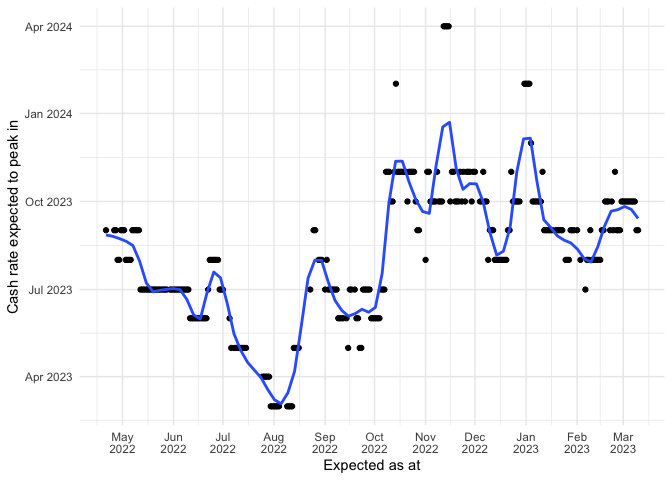 Cash rate expected to peak in
Apr 2024
Jan 2024
Oct 2023
Jul 2023
Apr 2023
May Jun Jul Aug Sep Oct Nov Dec Jan Feb Mar
2022 2022 2022 2022 2022 2022 2022 2022 2023 2023 2023
Expected as at